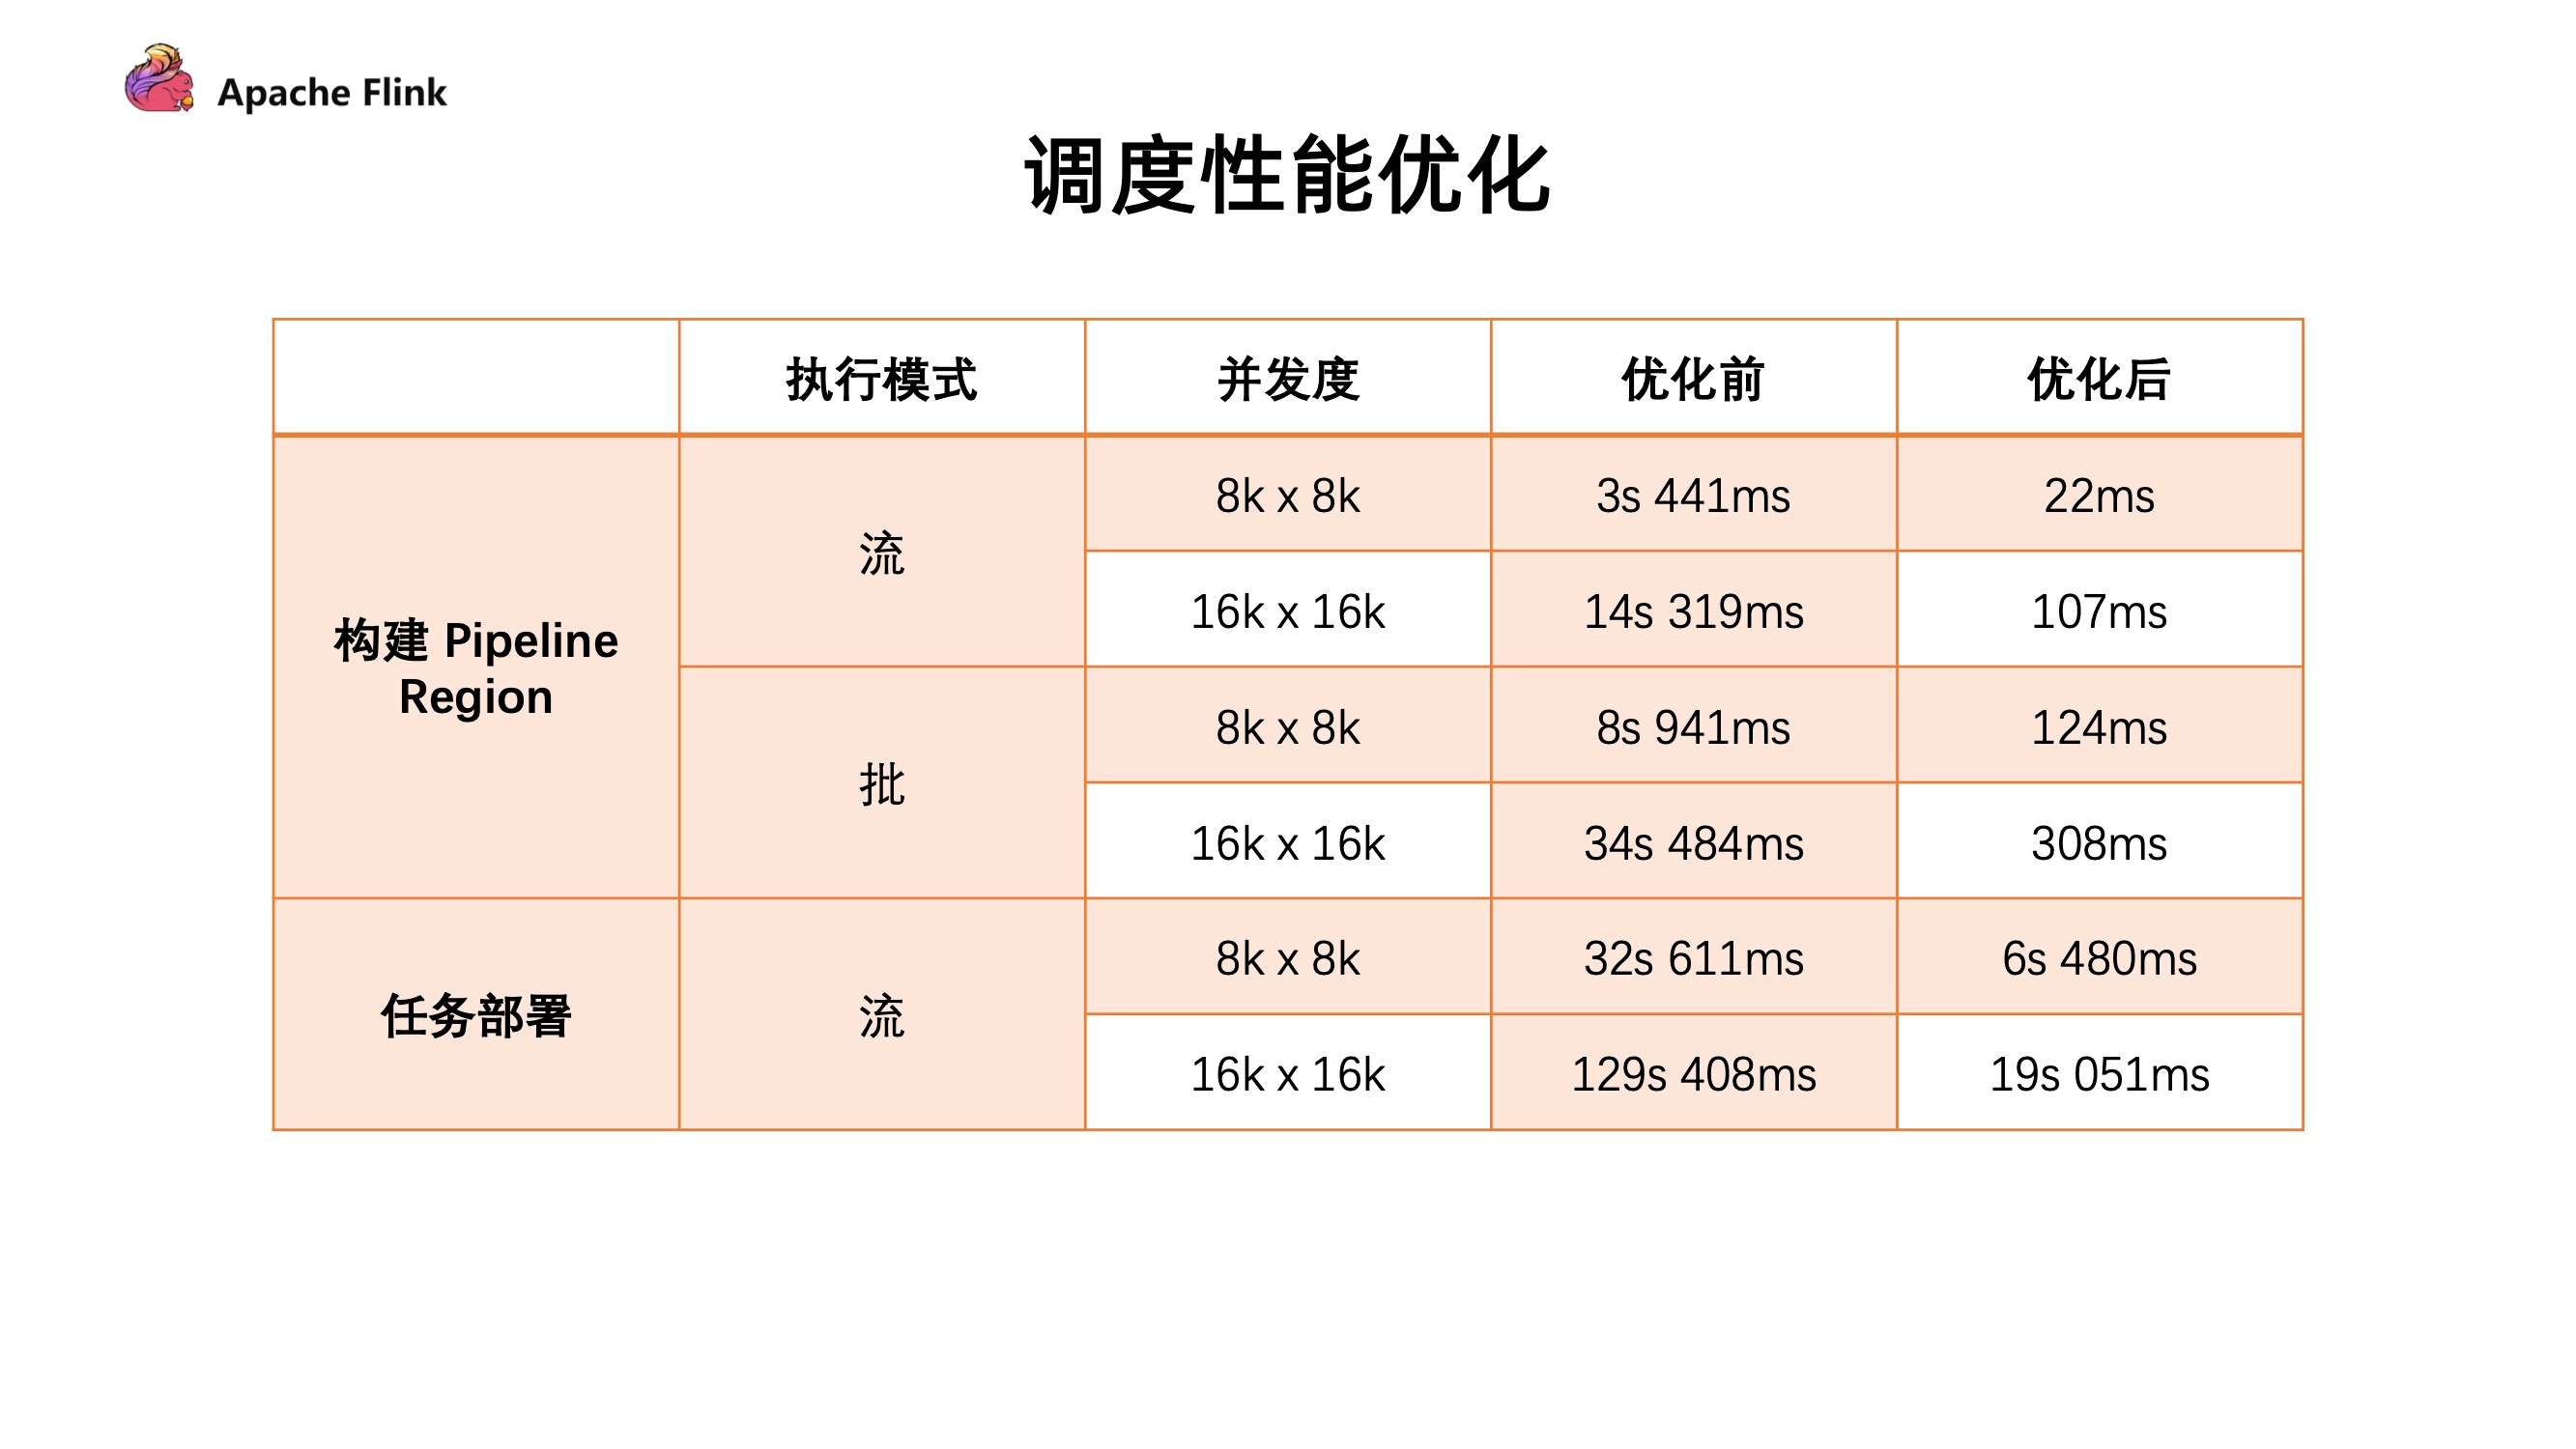 Apache Flink
调度性能优化
执行模式 并发度 优化前 优化后
构建 Pipeline
Region
流
8k x 8k 3s 441ms 22ms
16k x 16k 14s 319ms 107ms
批
8k x 8k 8s 941ms 124ms
16k x 16k 34s 484ms 308ms
任务部署
流
8k x 8k 32s 611ms 6s 480ms
16k x 16k 129s 408ms 19s 051ms